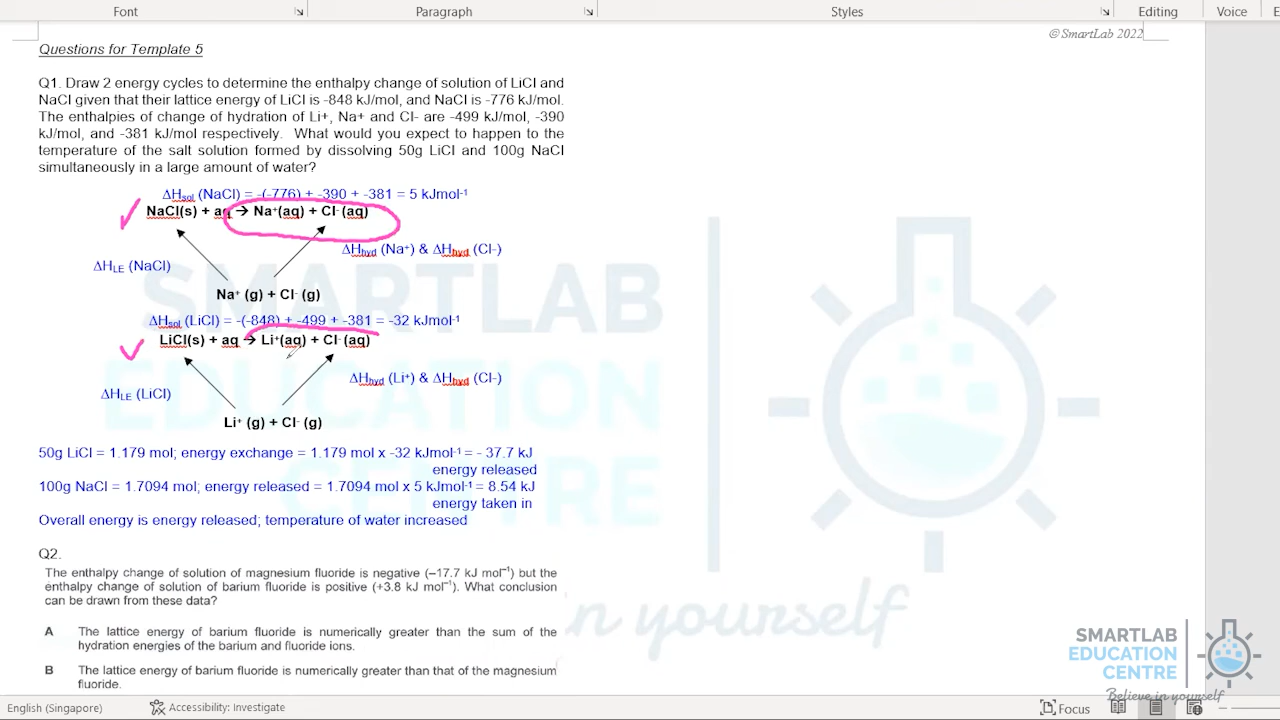 Font Paragraph Styles Editing Voice E
© SmartLab 2022
Questions for Template 5
Q1. Draw 2 energy cycles to determine the enthalpy change of solution of LiCl and
NaCl given that their lattice energy of LiCl is -848 kJ/mol, and NaCl is -776 kJ/mol.
The enthalpies of change of hydration of Li+, Na+ and Cl- are -499 kJ/mol, -390
kJ/mol, and -381 kJ/mol respectively. What would you expect to happen to the
temperature of the salt solution formed by dissolving 50g LiCl and 100g NaCl
simultaneously in a large amount of water?
ΔHsol (NaCl) = -(-776) + -390 + -381 = 5 kJmol⁻¹
NaCl(s) + aq → Na⁺(aq) + Cl⁻(aq)
ΔHhyd (Na⁺) & ΔHhyd (Cl-)
ΔHLE (NaCl)
Na⁺ (g) + Cl⁻ (g)
ΔHsol (LiCl) = -(-848) + -499 + -381 = -32 kJmol⁻¹
LiCl(s) + aq → Li⁺(aq) + Cl⁻(aq)
ΔHhyd (Li⁺) & ΔHhyd (Cl-)
ΔHLE (LiCl)
Li⁺ (g) + Cl⁻ (g)
50g LiCl = 1.179 mol; energy exchange = 1.179 mol x -32 kJmol⁻¹ = - 37.7 kJ
energy released
100g NaCl = 1.7094 mol; energy released = 1.7094 mol x 5 kJmol⁻¹ = 8.54 kJ
energy taken in
Overall energy is energy released; temperature of water increased
Q2.
The enthalpy change of solution of magnesium fluoride is negative (–17.7 kJ mol⁻¹) but the
enthalpy change of solution of barium fluoride is positive (+3.8 kJ mol⁻¹). What conclusion
can be drawn from these data?
A The lattice energy of barium fluoride is numerically greater than the sum of the
hydration energies of the barium and fluoride ions.
B The lattice energy of barium fluoride is numerically greater than that of the magnesium
fluoride.
SMARTLAB
EDUCATION
CENTRE
in yourself
SMARTLAB
EDUCATION
CENTRE
Believe in yourself
English (Singapore) Accessibility: Investigate Focus